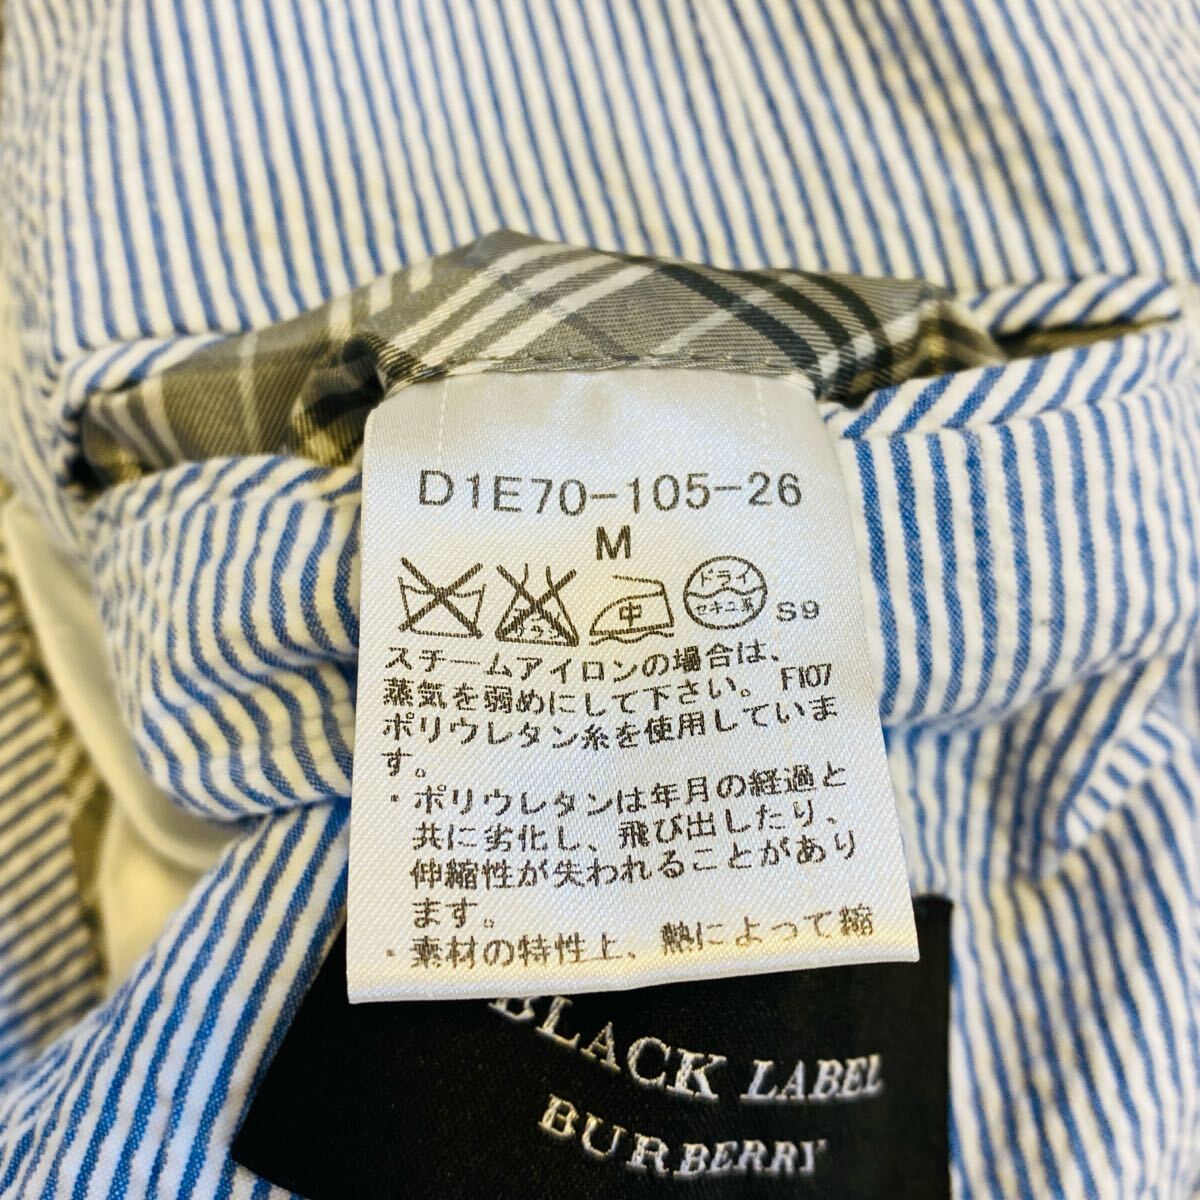 D1E70-105-26
M
中
ドライ
セキユ系
S9
スチームアイロンの場合は、
蒸気を弱めにして下さい。 F107
ポリウレタン糸を使用していま
す。
・ポリウレタンは年月の経過と
共に劣化し、飛び出したり、
伸縮性が失われることがあり
ます。
・素材の特性上、熱によって縮
BLACK LABEL
BURBERRY